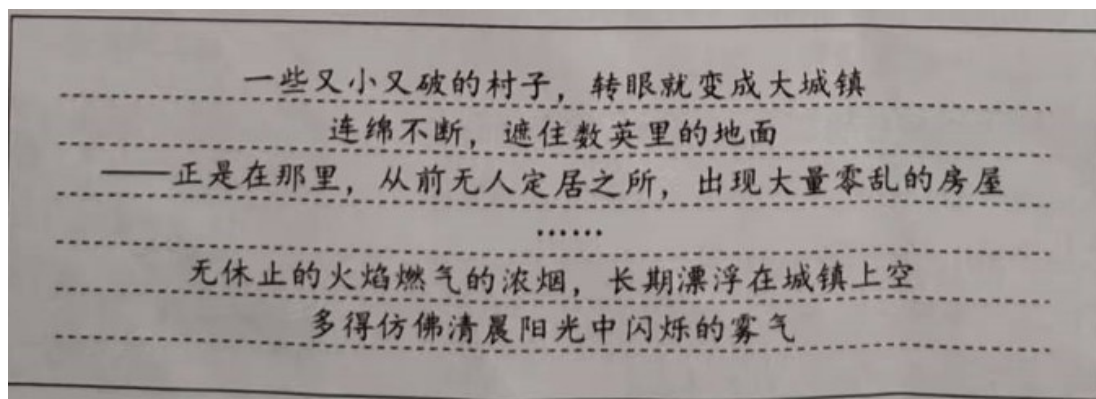 一些又小又破的村子，转眼就变成大城镇
连绵不断，遮住数英里的地面
——正是在那里，从前无人定居之所，出现大量零乱的房屋
……
无休止的火焰燃气的浓烟，长期漂浮在城镇上空
多得仿佛清晨阳光中闪烁的雾气